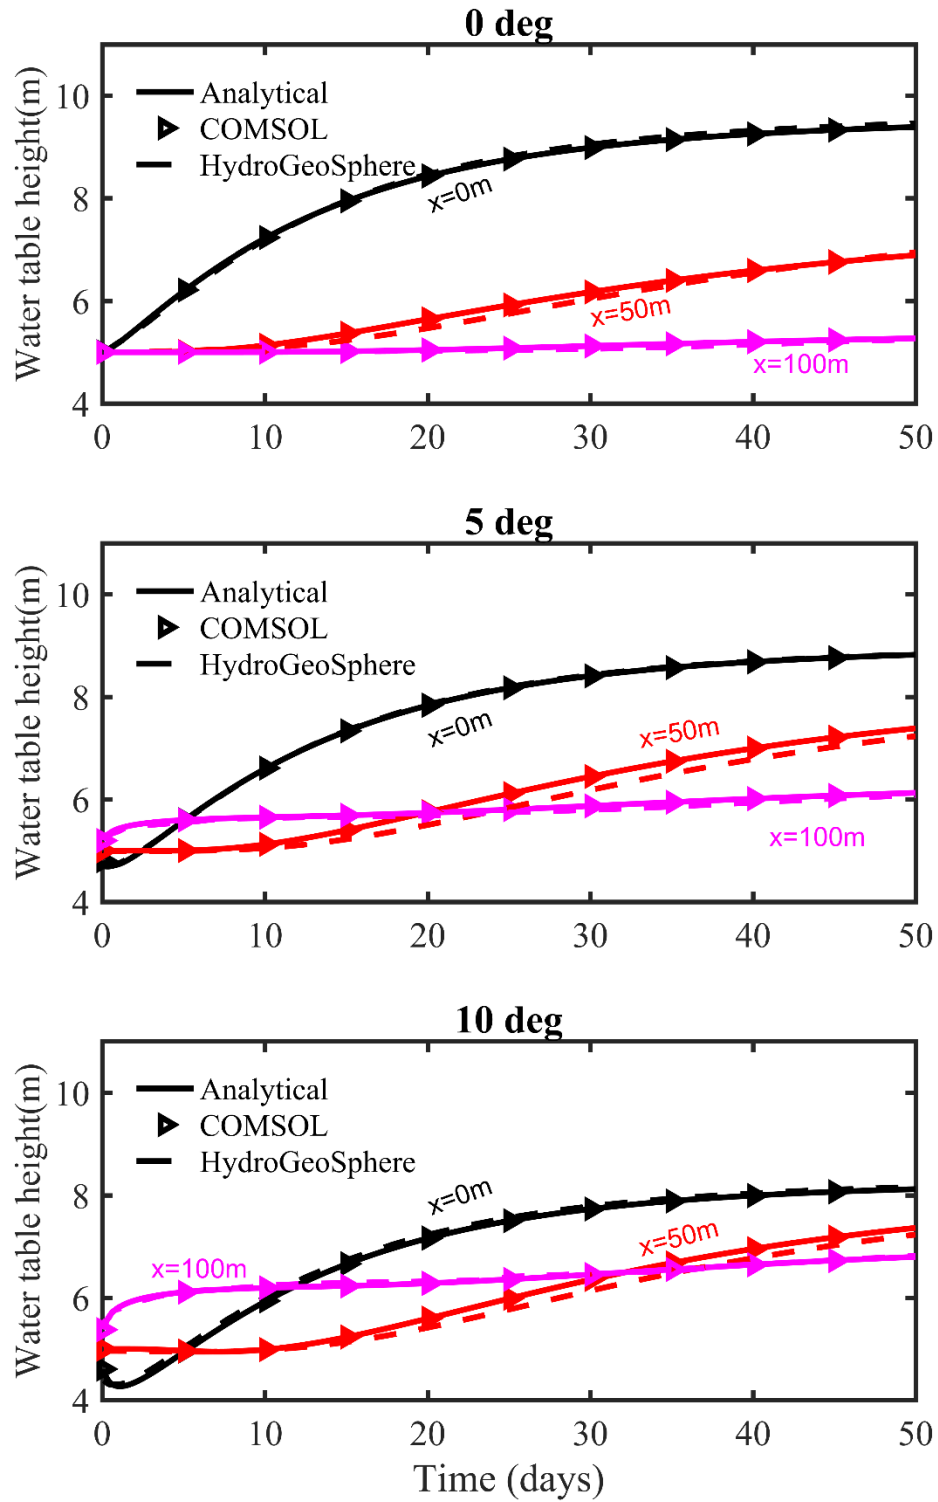 0 deg
Water table height(m)
10
8
6
4
Analytical
COMSOL
HydroGeoSphere
x=0m
x=50m
x=100m
0 10 20 30 40 50
5 deg
Water table height(m)
10
8
6
4
Analytical
COMSOL
HydroGeoSphere
x=0m
x=50m
x=100m
0 10 20 30 40 50
10 deg
Water table height(m)
10
8
6
4
Analytical
COMSOL
HydroGeoSphere
x=0m
x=50m
x=100m
0 10 20 30 40 50
Time (days)